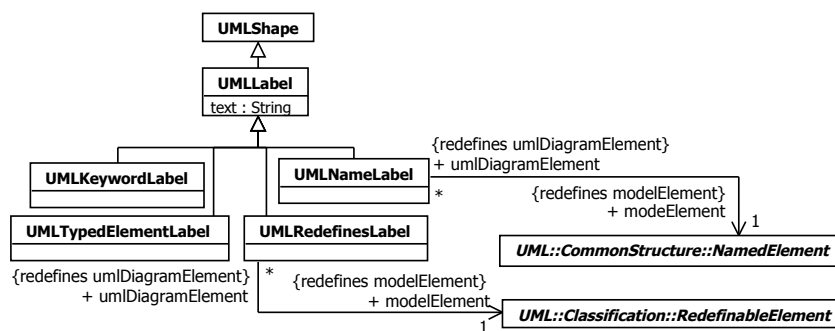 UMLShape
UMLLabel
text : String
{redefines umlDiagramElement}
+ umlDiagramElement
UMLKeywordLabel
UMLNameLabel
*
{redefines modelElement}
+ modeElement
1
UMLTypedElementLabel
UMLRedefinesLabel
UML::CommonStructure::NamedElement
{redefines umlDiagramElement}
+ umlDiagramElement
*
{redefines modelElement}
+ modelElement
1
UML::Classification::RedefinableElement